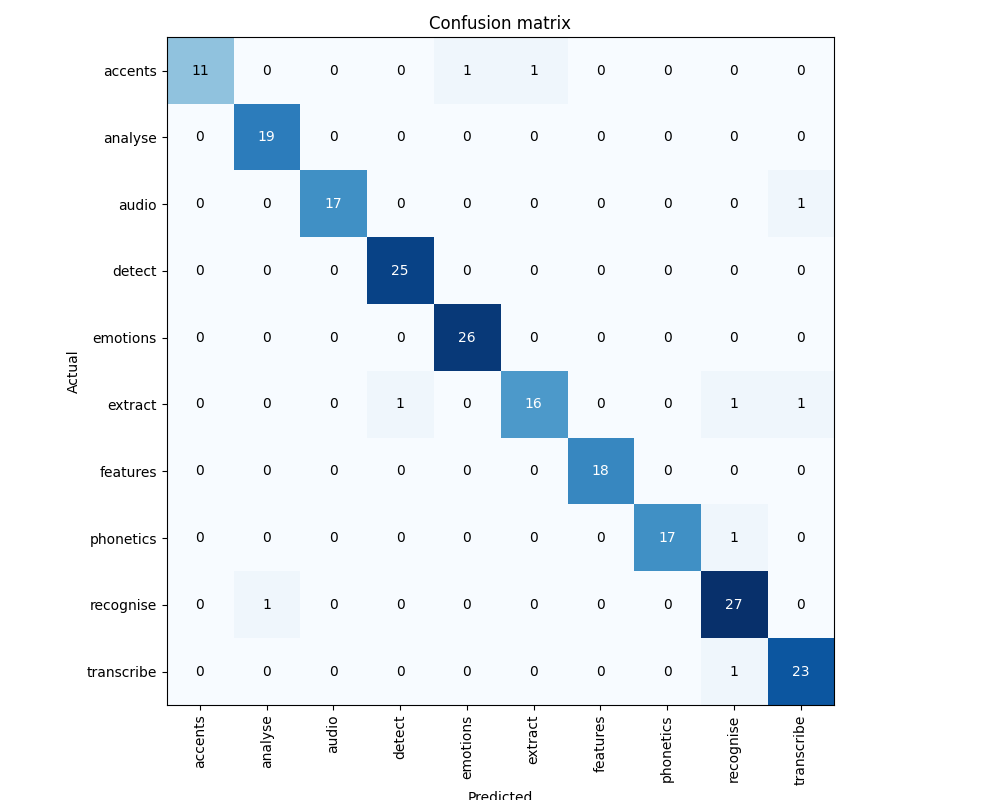 Confusion matrix
accents 11 0 0 0 1 1 0 0 0 0
analyse 0 19 0 0 0 0 0 0 0 0
audio 0 0 17 0 0 0 0 0 0 1
detect 0 0 0 25 0 0 0 0 0 0
emotions 0 0 0 0 26 0 0 0 0 0
Actual
extract 0 0 0 1 0 16 0 0 1 1
features 0 0 0 0 0 0 18 0 0 0
phonetics 0 0 0 0 0 0 0 17 1 0
recognise 0 1 0 0 0 0 0 0 27 0
transcribe 0 0 0 0 0 0 0 0 1 23
accents analyse audio detect emotions extract features phonetics recognise transcribe
Predicted